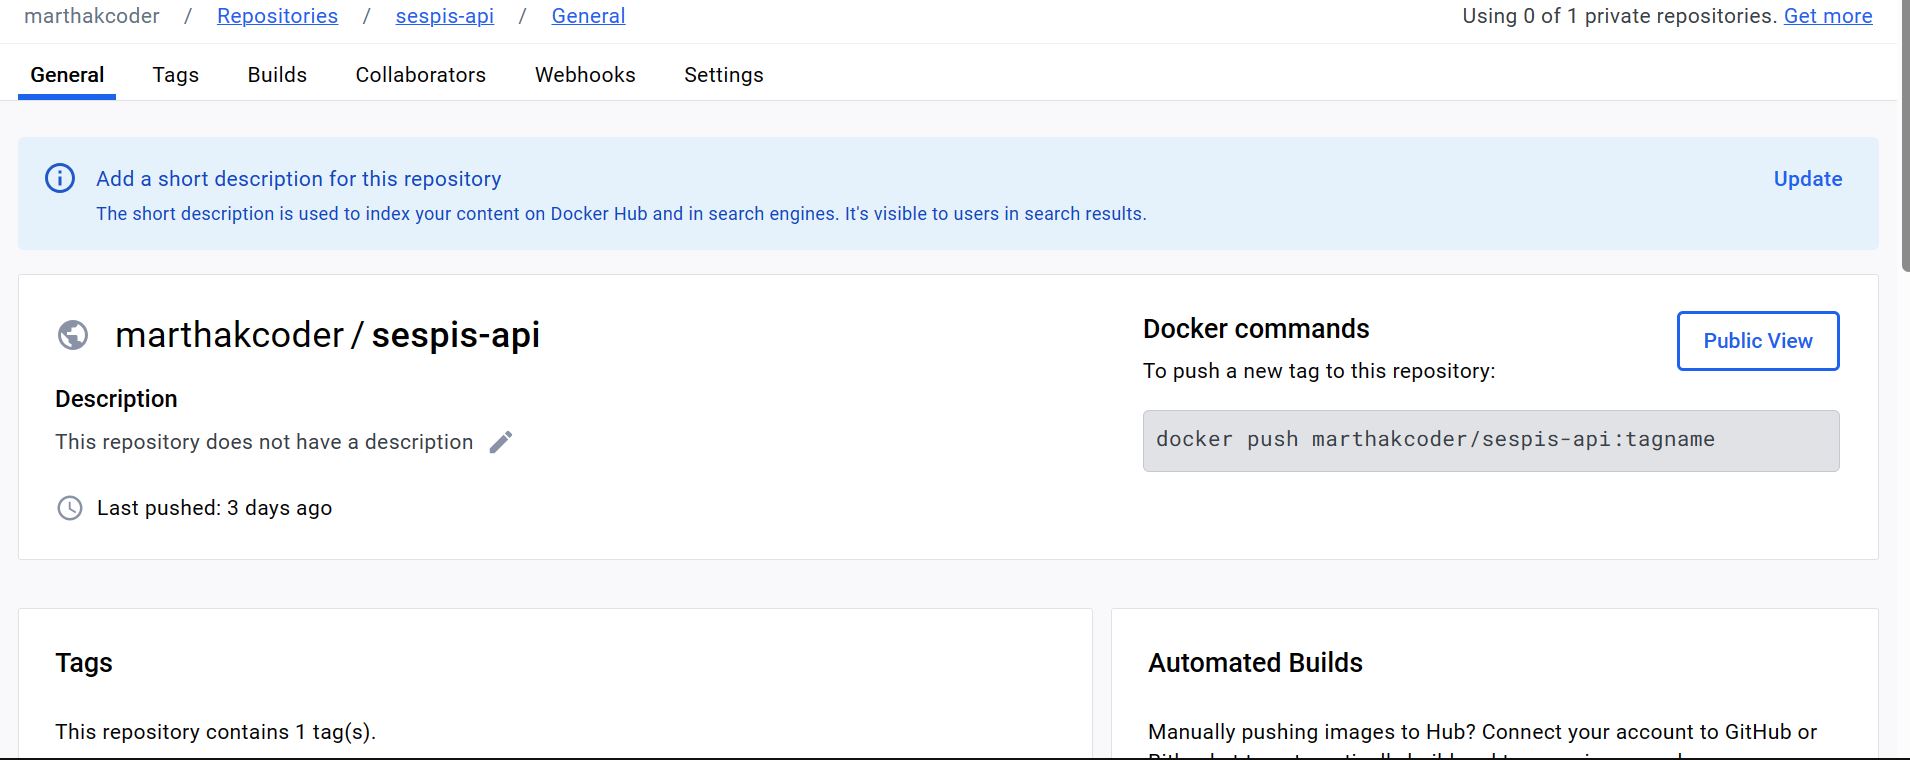 marthakcoder / Repositories / sespis-api / General
Using 0 of 1 private repositories. Get more
General Tags Builds Collaborators Webhooks Settings
Add a short description for this repository
Update
The short description is used to index your content on Docker Hub and in search engines. It's visible to users in search results.
marthakcoder / sespis-api
Description
This repository does not have a description
Last pushed: 3 days ago
Docker commands
Public View
To push a new tag to this repository:
docker push marthakcoder/sespis-api:tagname
Tags
This repository contains 1 tag(s).
Automated Builds
Manually pushing images to Hub? Connect your account to GitHub or